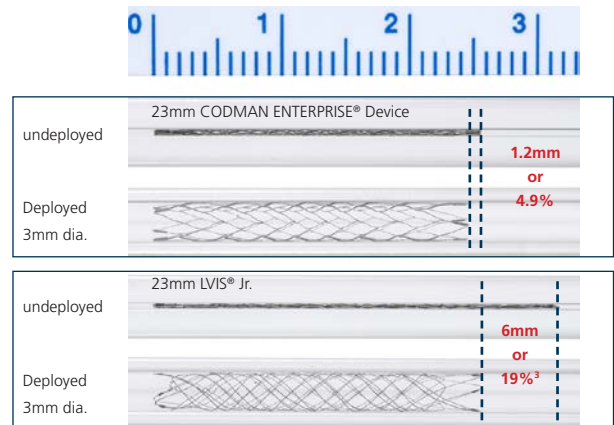 0 1 2 3
23mm CODMAN ENTERPRISE® Device
undeployed
1.2mm
or
4.9%
Deployed
3mm dia.
23mm LVIS® Jr.
undeployed
6mm
or
19%³
Deployed
3mm dia.